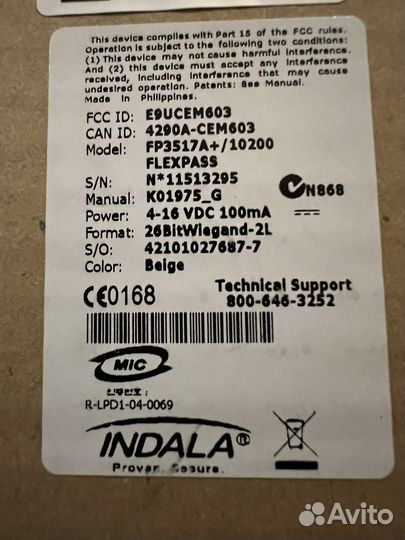 This device complies with Part 15 of the FCC rules.
Operation is subject to the following two conditions:
(1) This device may not cause harmful interference.
And (2) this device must accept any interference
received, including interference that may cause
undesired operation. Patents: See Manual.
Made in Philippines.
FCC ID: E9UCEM603
CAN ID: 4290A-CEM603
Model: FP3517A+/10200
FLEXPASS
S/N: N*11513295
Manual: K01975_G
N868
Power: 4-16 VDC 100mA
Format: 26BitWiegand-2L
S/O: 42101027687-7
Color: Beige
CE0168
Technical Support
800-646-3252
MIC
인증번호:
R-LPD1-04-0069
INDALA®
Proven. Secure.
Avito